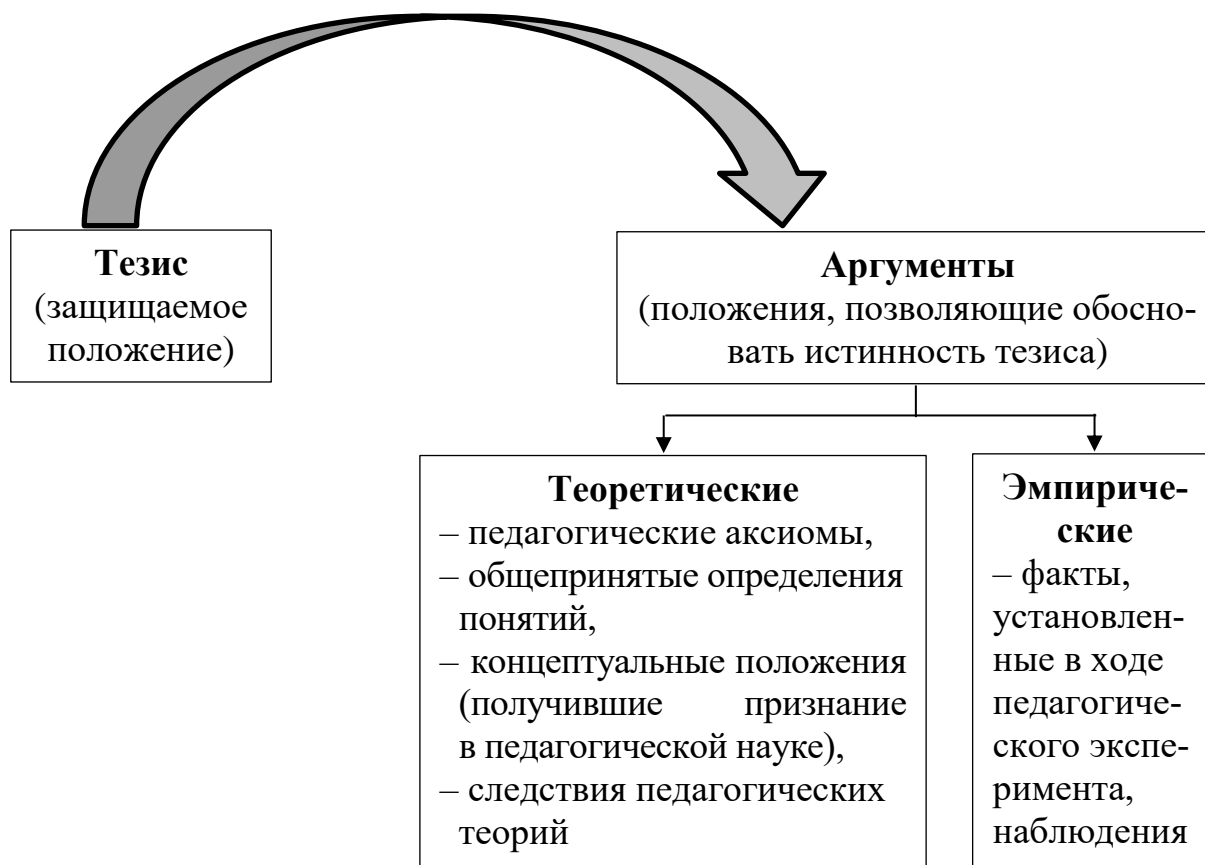 Тезис
(защищаемое
положение)
Аргументы
(положения, позволяющие обосно-
вать истинность тезиса)
Теоретические
– педагогические аксиомы,
– общепринятые определения
понятий,
– концептуальные положения
(получившие признание
в педагогической науке),
– следствия педагогических
теорий
Эмпириче-
ские
– факты,
установлен-
ные в ходе
педагогиче-
ского экспе-
римента,
наблюдения